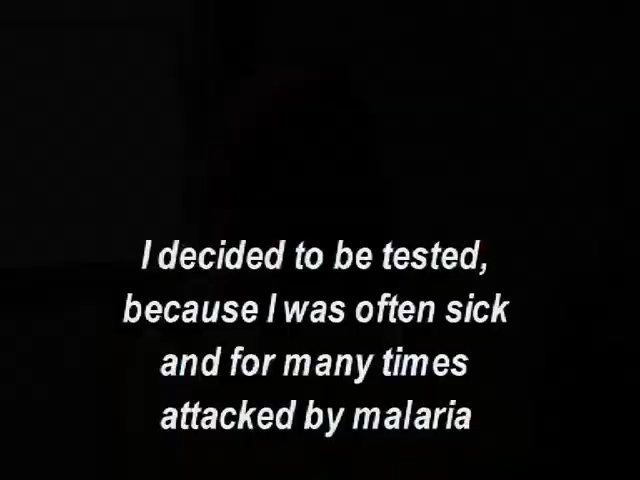 I decided to be tested,
because I was often sick
and for many times
attacked by malaria